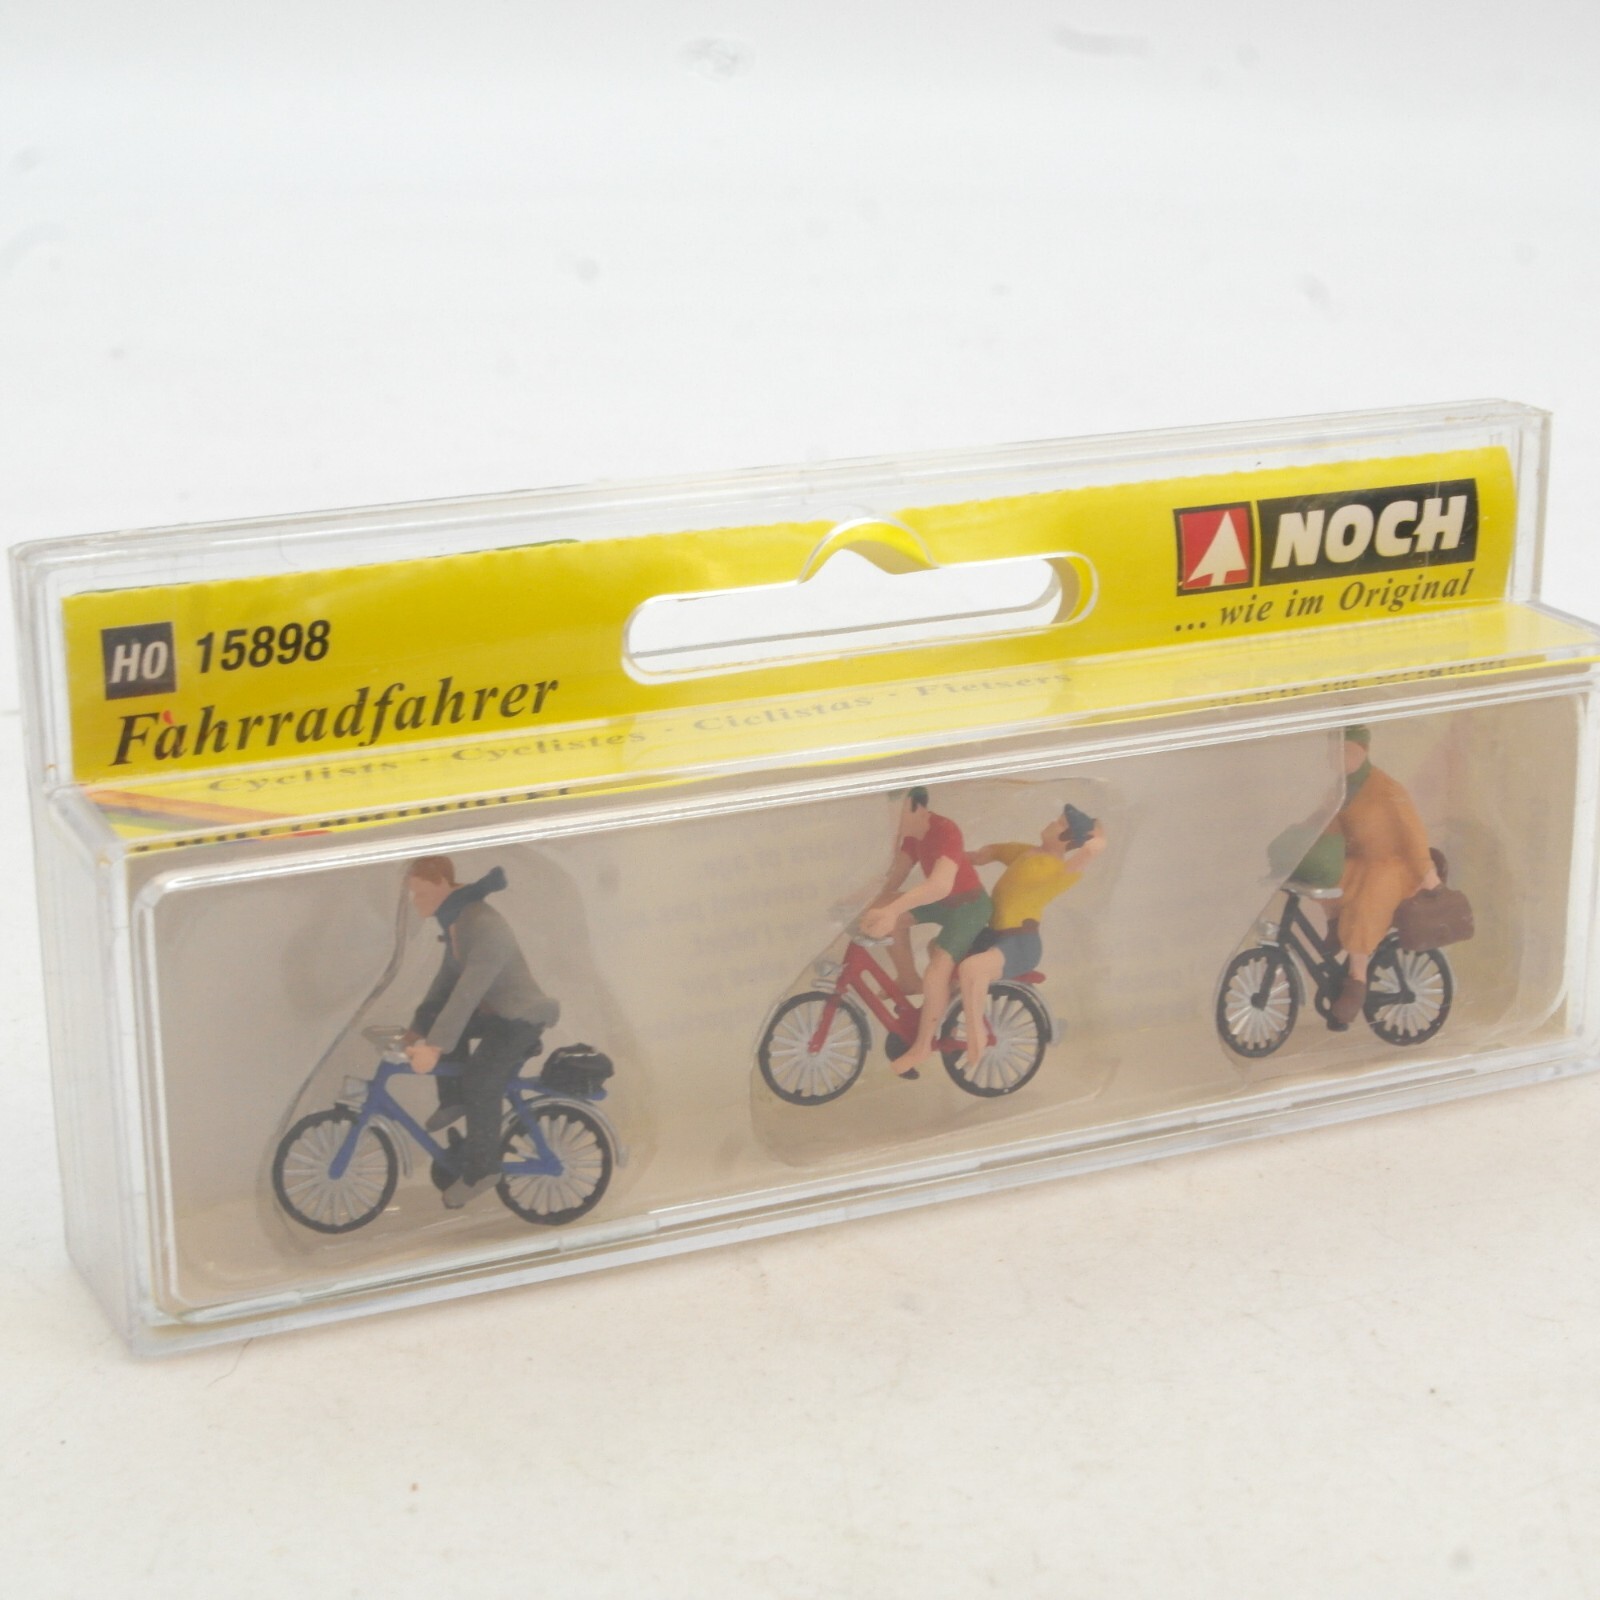 HO 15898
Fahrradfahrer
Cyclists · Cyclistes · Ciclistas · Fietsers
NOCH
... wie im Original